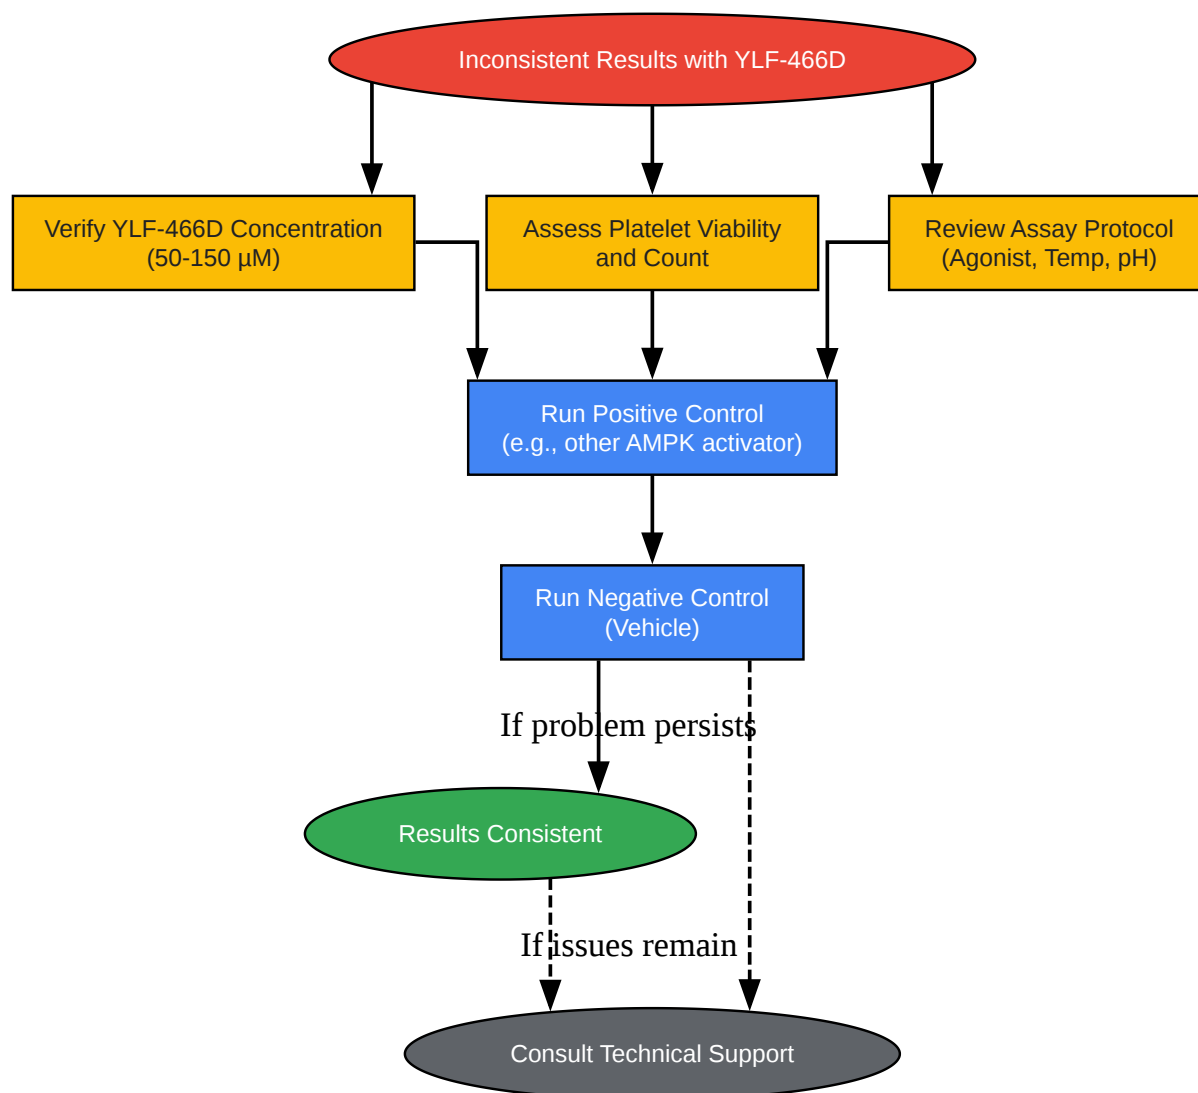 Inconsistent Results with YLF-466D
Verify YLF-466D Concentration
(50-150 µM)
Assess Platelet Viability
and Count
Review Assay Protocol
(Agonist, Temp, pH)
Run Positive Control
(e.g., other AMPK activator)
Run Negative Control
(Vehicle)
If problem persists
Results Consistent
If issues remain
Consult Technical Support